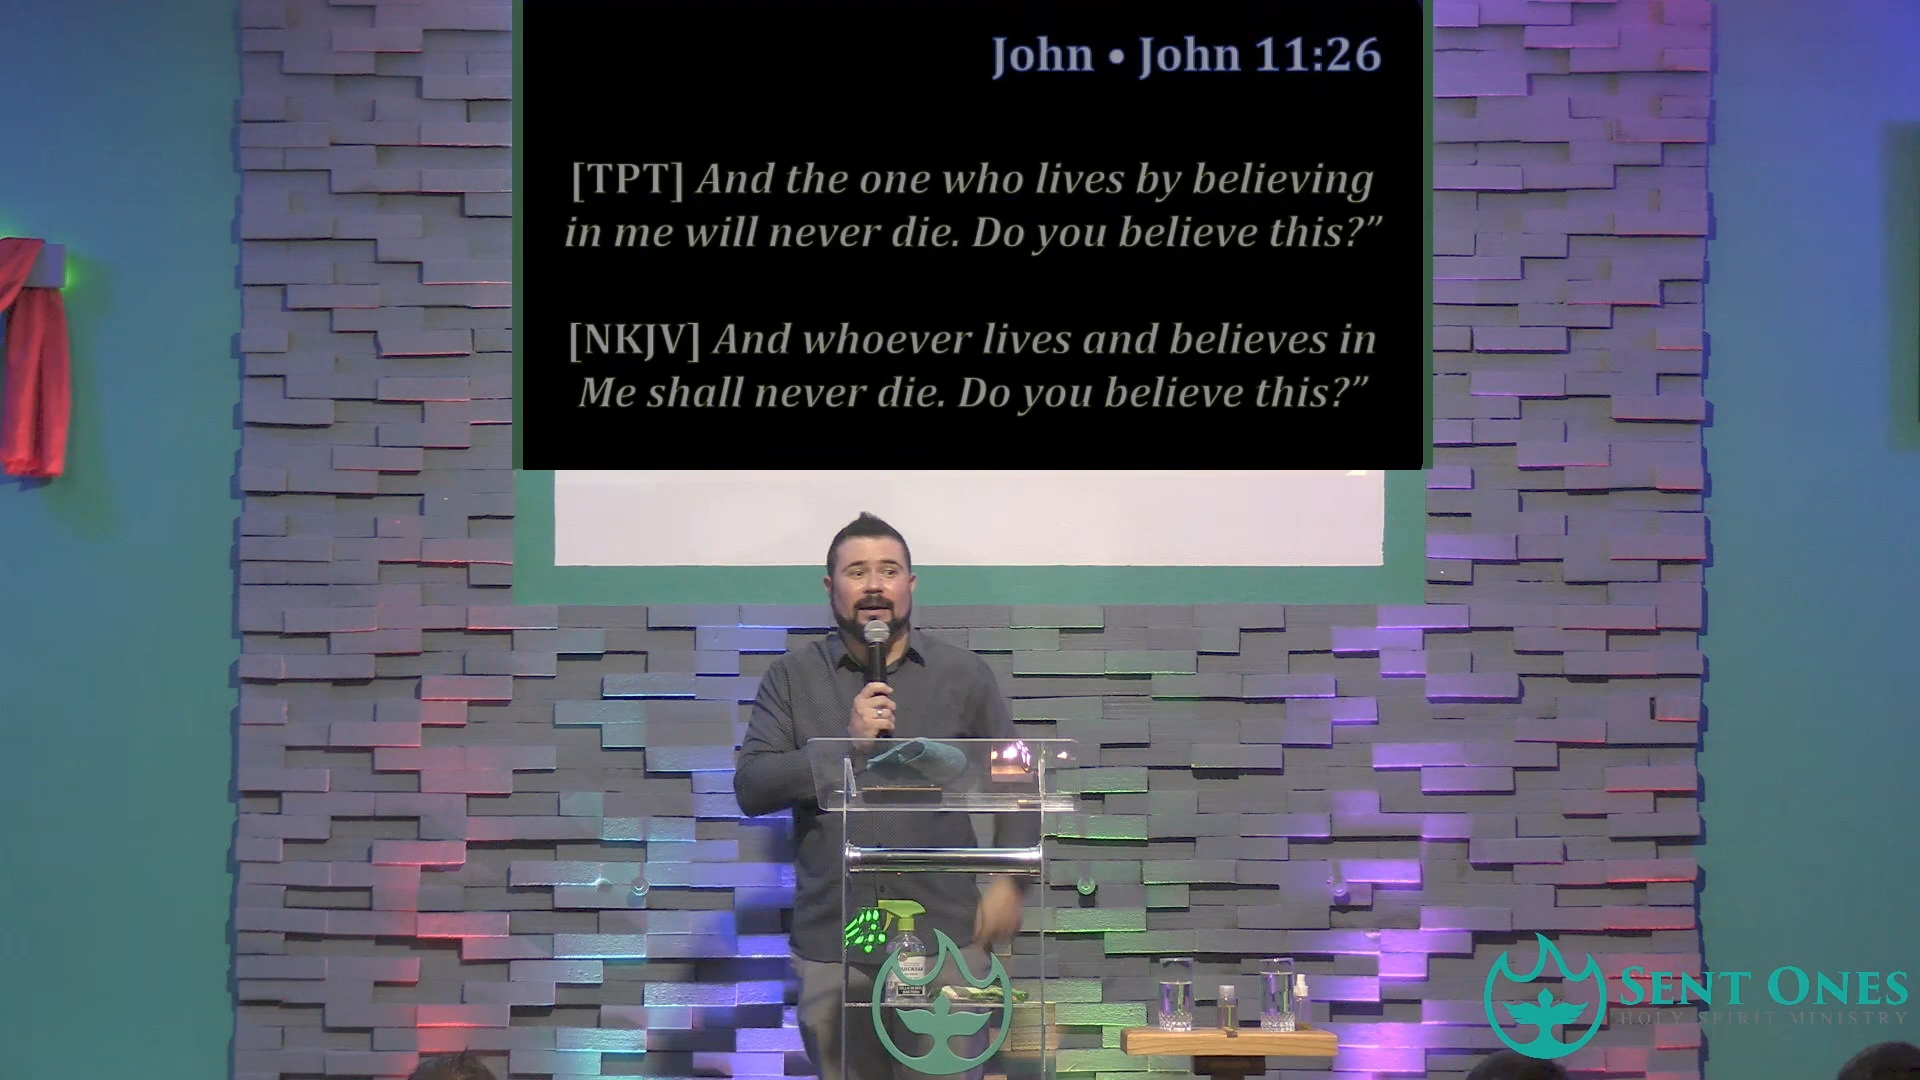 John • John 11:26
[TPT] And the one who lives by believing
in me will never die. Do you believe this?”
[NKJV] And whoever lives and believes in
Me shall never die. Do you believe this?”
SENT ONES
HOLY SPIRIT MINISTRY